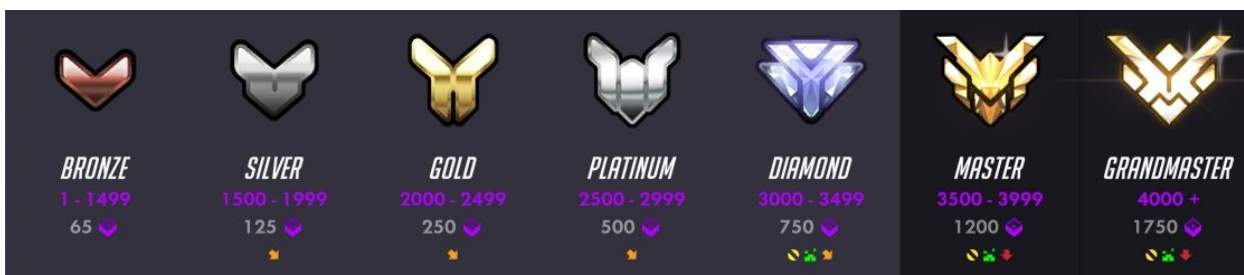 BRONZE
1 - 1499
65
SILVER
1500 - 1999
125
GOLD
2000 - 2499
250
PLATINUM
2500 - 2999
500
DIAMOND
3000 - 3499
750
MASTER
3500 - 3999
1200
GRANDMASTER
4000 +
1750